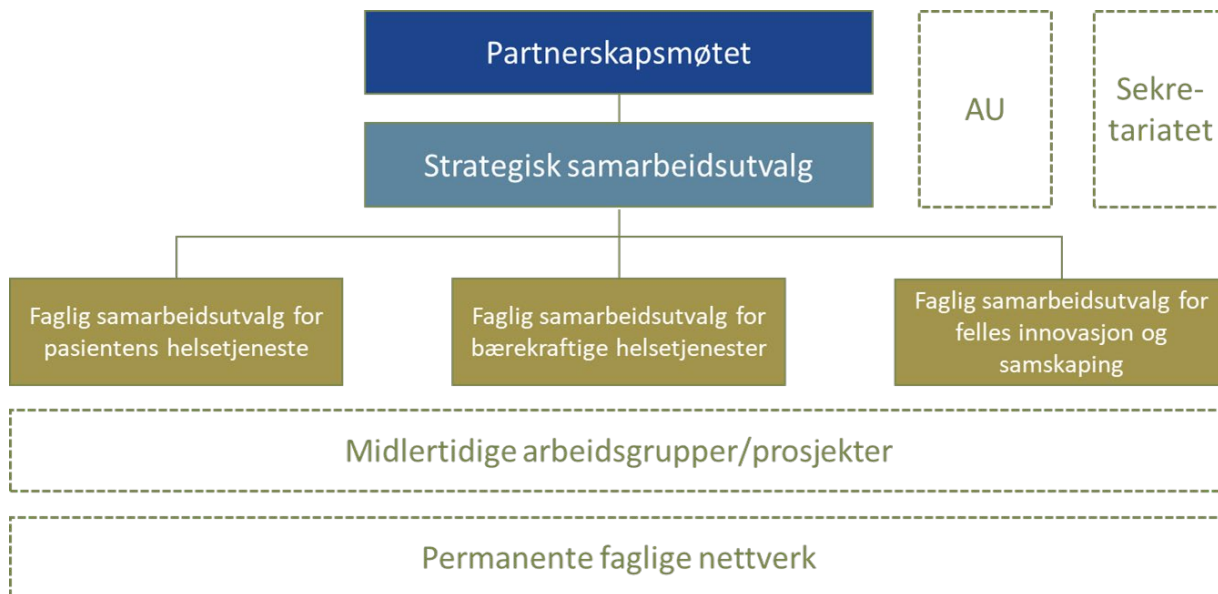 Partnerskapsmøtet
AU
Sekre-
tariatet
Strategisk samarbeidsutvalg
Faglig samarbeidsutvalg for
pasientens helsetjeneste
Faglig samarbeidsutvalg for
bærekraftige helsetjenester
Faglig samarbeidsutvalg for
felles innovasjon og
samskaping
Midlertidige arbeidsgrupper/prosjekter
Permanente faglige nettverk